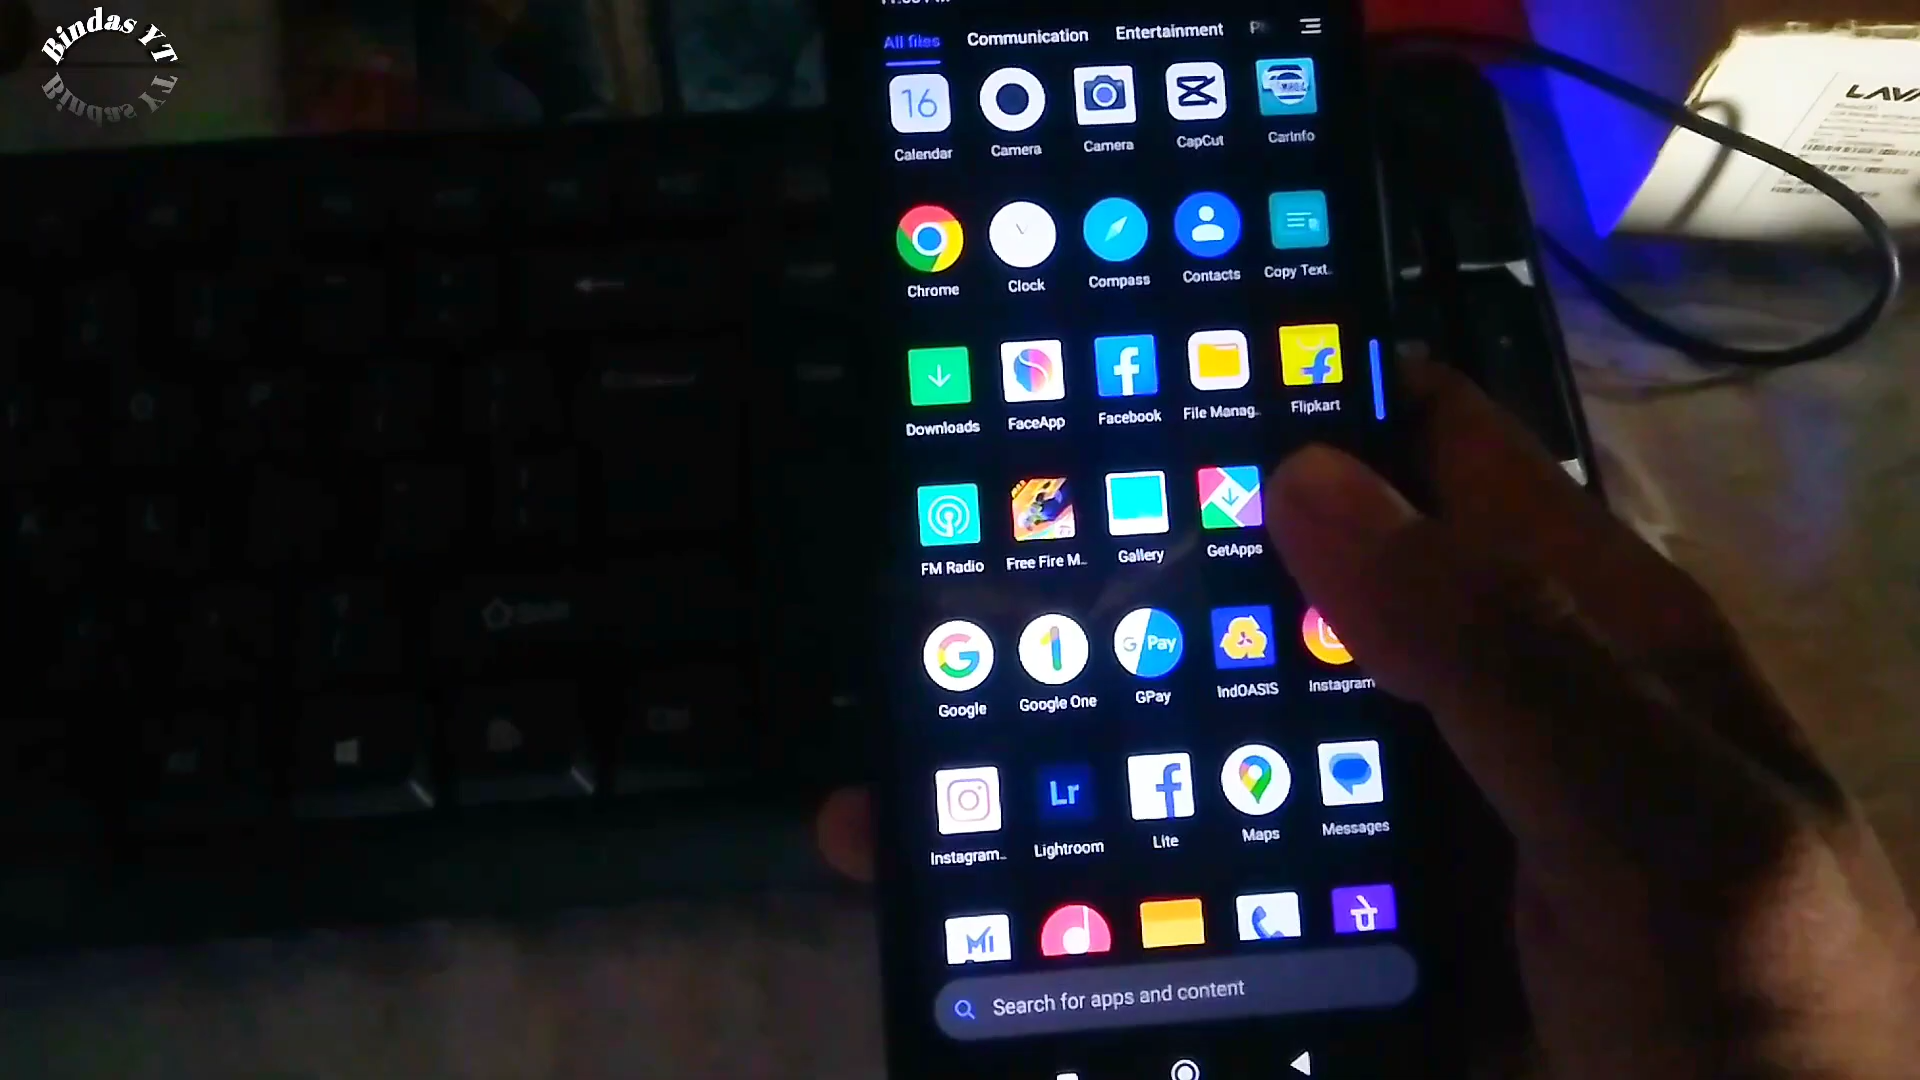 Bindas YT
All files Communication Entertainment
16
Calendar Camera Camera CapCut CarInfo
Chrome Clock Compass Contacts Copy Text..
Downloads FaceApp Facebook File Manag.. Flipkart
FM Radio Free Fire M.. Gallery GetApps
G Pay
Google Google One GPay IndOASIS Instagram
Lr
Instagram.. Lightroom Lite Maps Messages
Search for apps and content
LAVA